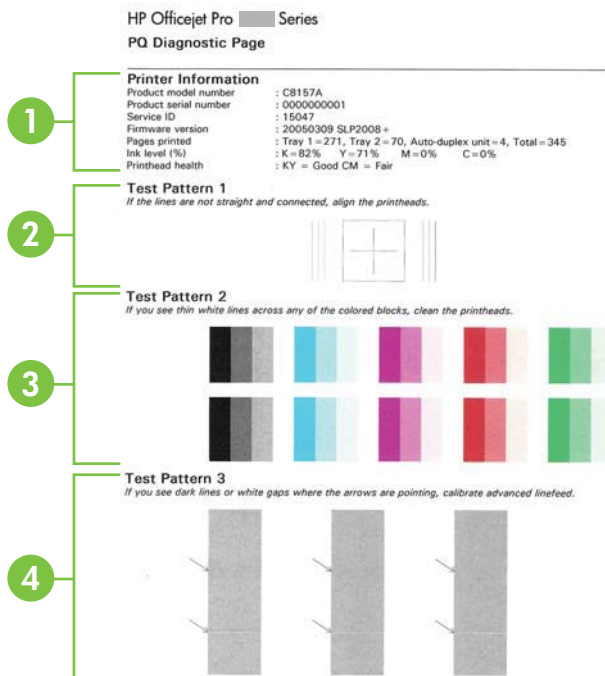 HP Officejet Pro Series
PQ Diagnostic Page
1
Printer Information
Product model number : C8157A
Product serial number : 0000000001
Service ID : 15047
Firmware version : 20050309 SLP2008+
Pages printed : Tray 1=271, Tray 2=70, Auto-duplex unit=4, Total=345
Ink level (%) : K=82% Y=71% M=0% C=0%
Printhead health : KY = Good CM = Fair
2
Test Pattern 1
If the lines are not straight and connected, align the printheads.
3
Test Pattern 2
If you see thin white lines across any of the colored blocks, clean the printheads.
4
Test Pattern 3
If you see dark lines or white gaps where the arrows are pointing, calibrate advanced linefeed.